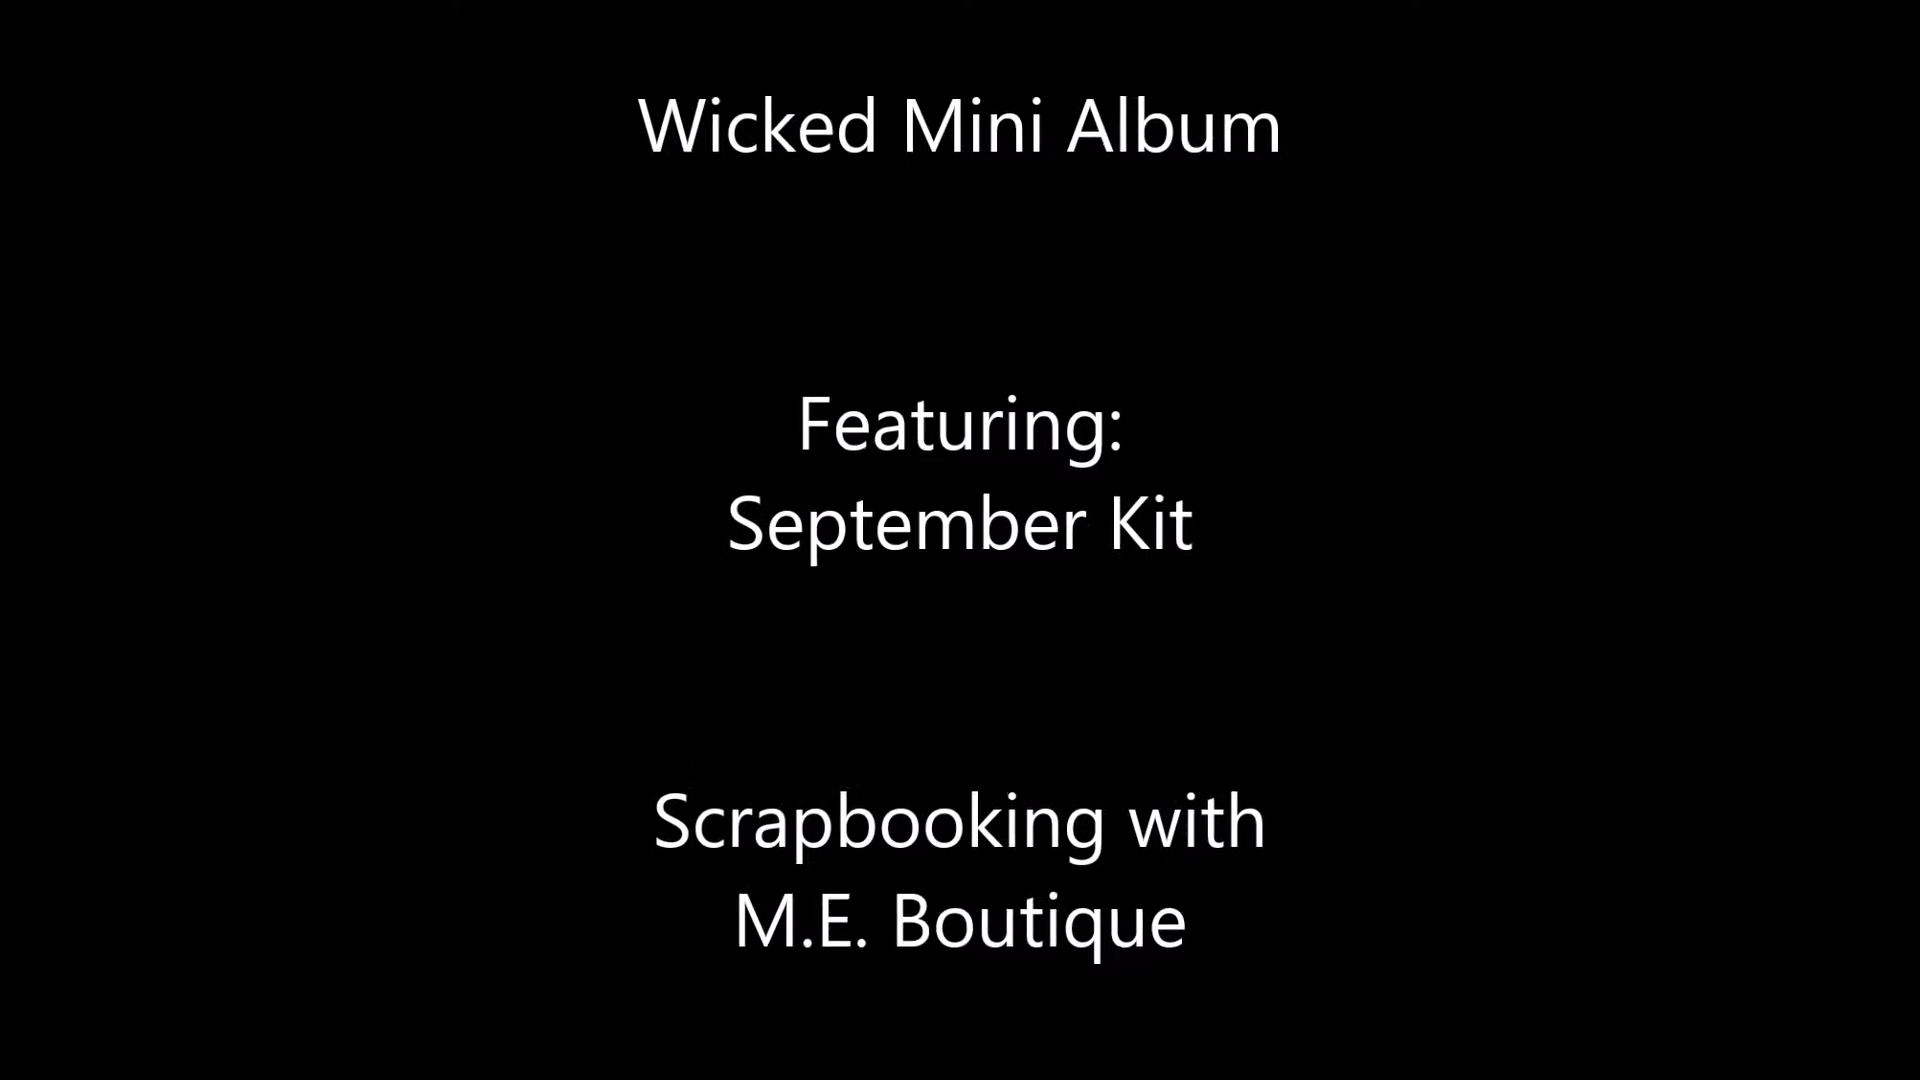 Wicked Mini Album
Featuring:
September Kit
Scrapbooking with
M.E. Boutique